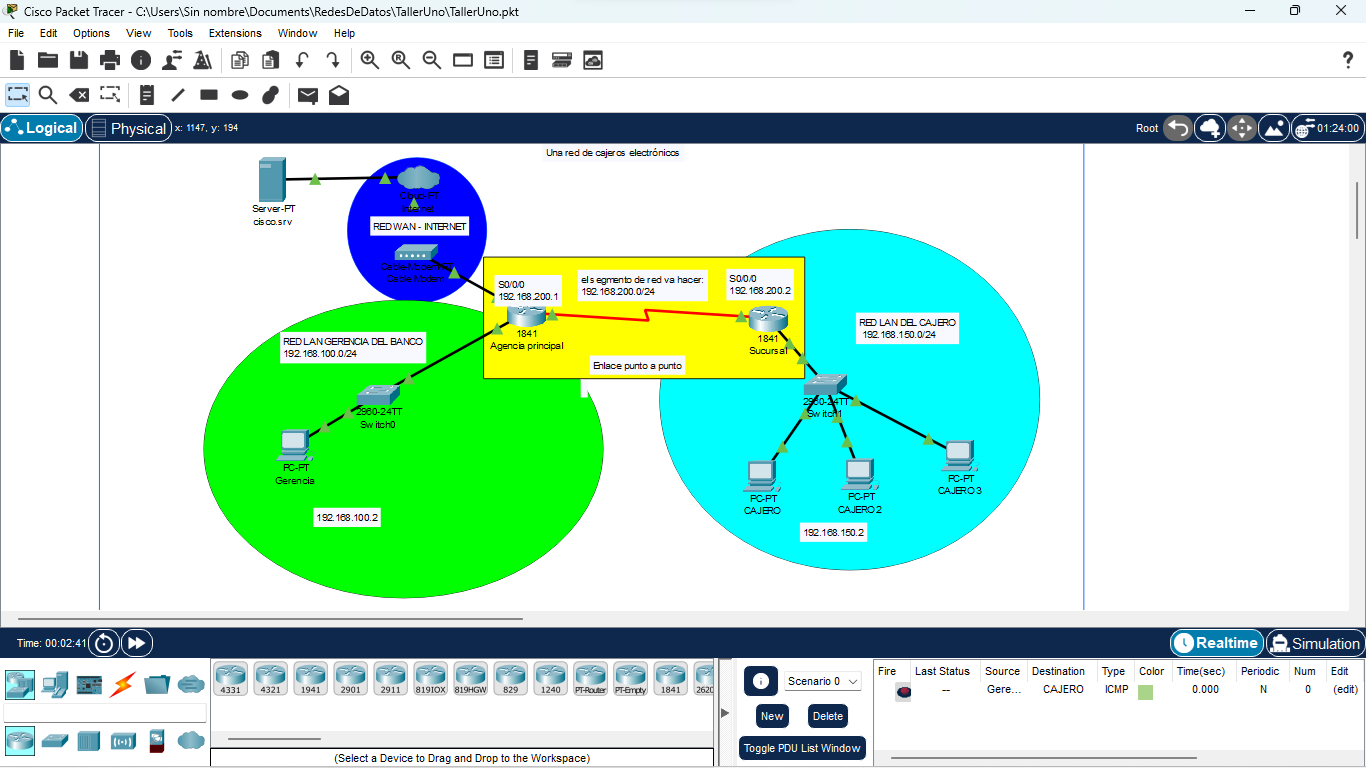 Cisco Packet Tracer - C:\Users\Sin nombre\Documents\RedesDeDatos\TallerUno\TallerUno.pkt
File Edit Options View Tools Extensions Window Help
Logical Physical x: 1147, y: 194
Root 01:24:00
Una red de cajeros electrónicos
Server-PT
cisco.srv
Cloud-PT
Internet
RED WAN - INTERNET
Cable Modem
S0/0/0
192.168.200.1
el segmento de red va hacer:
192.168.200.0/24
S0/0/0
192.168.200.2
1841
Agencia principal
1841
Sucursal
Enlace punto a punto
RED LAN GERENCIA DEL BANCO
192.168.100.0/24
RED LAN DEL CAJERO
192.168.150.0/24
2960-24TT
Switch0
2960-24TT
Switch1
PC-PT
Gerencia
192.168.100.2
PC-PT
CAJERO
PC-PT
CAJERO 2
PC-PT
CAJERO 3
192.168.150.2
Time: 00:02:41
Realtime Simulation
4331 4321 1941 2901 2911 819IOX 819HGW 829 1240 PT-Router PT-Empty 1841 2620
(Select a Device to Drag and Drop to the Workspace)
Scenario 0
New Delete
Toggle PDU List Window
Fire Last Status Source Destination Type Color Time(sec) Periodic Num Edit
-- Gere... CAJERO ICMP 0.000 N 0 (edit)